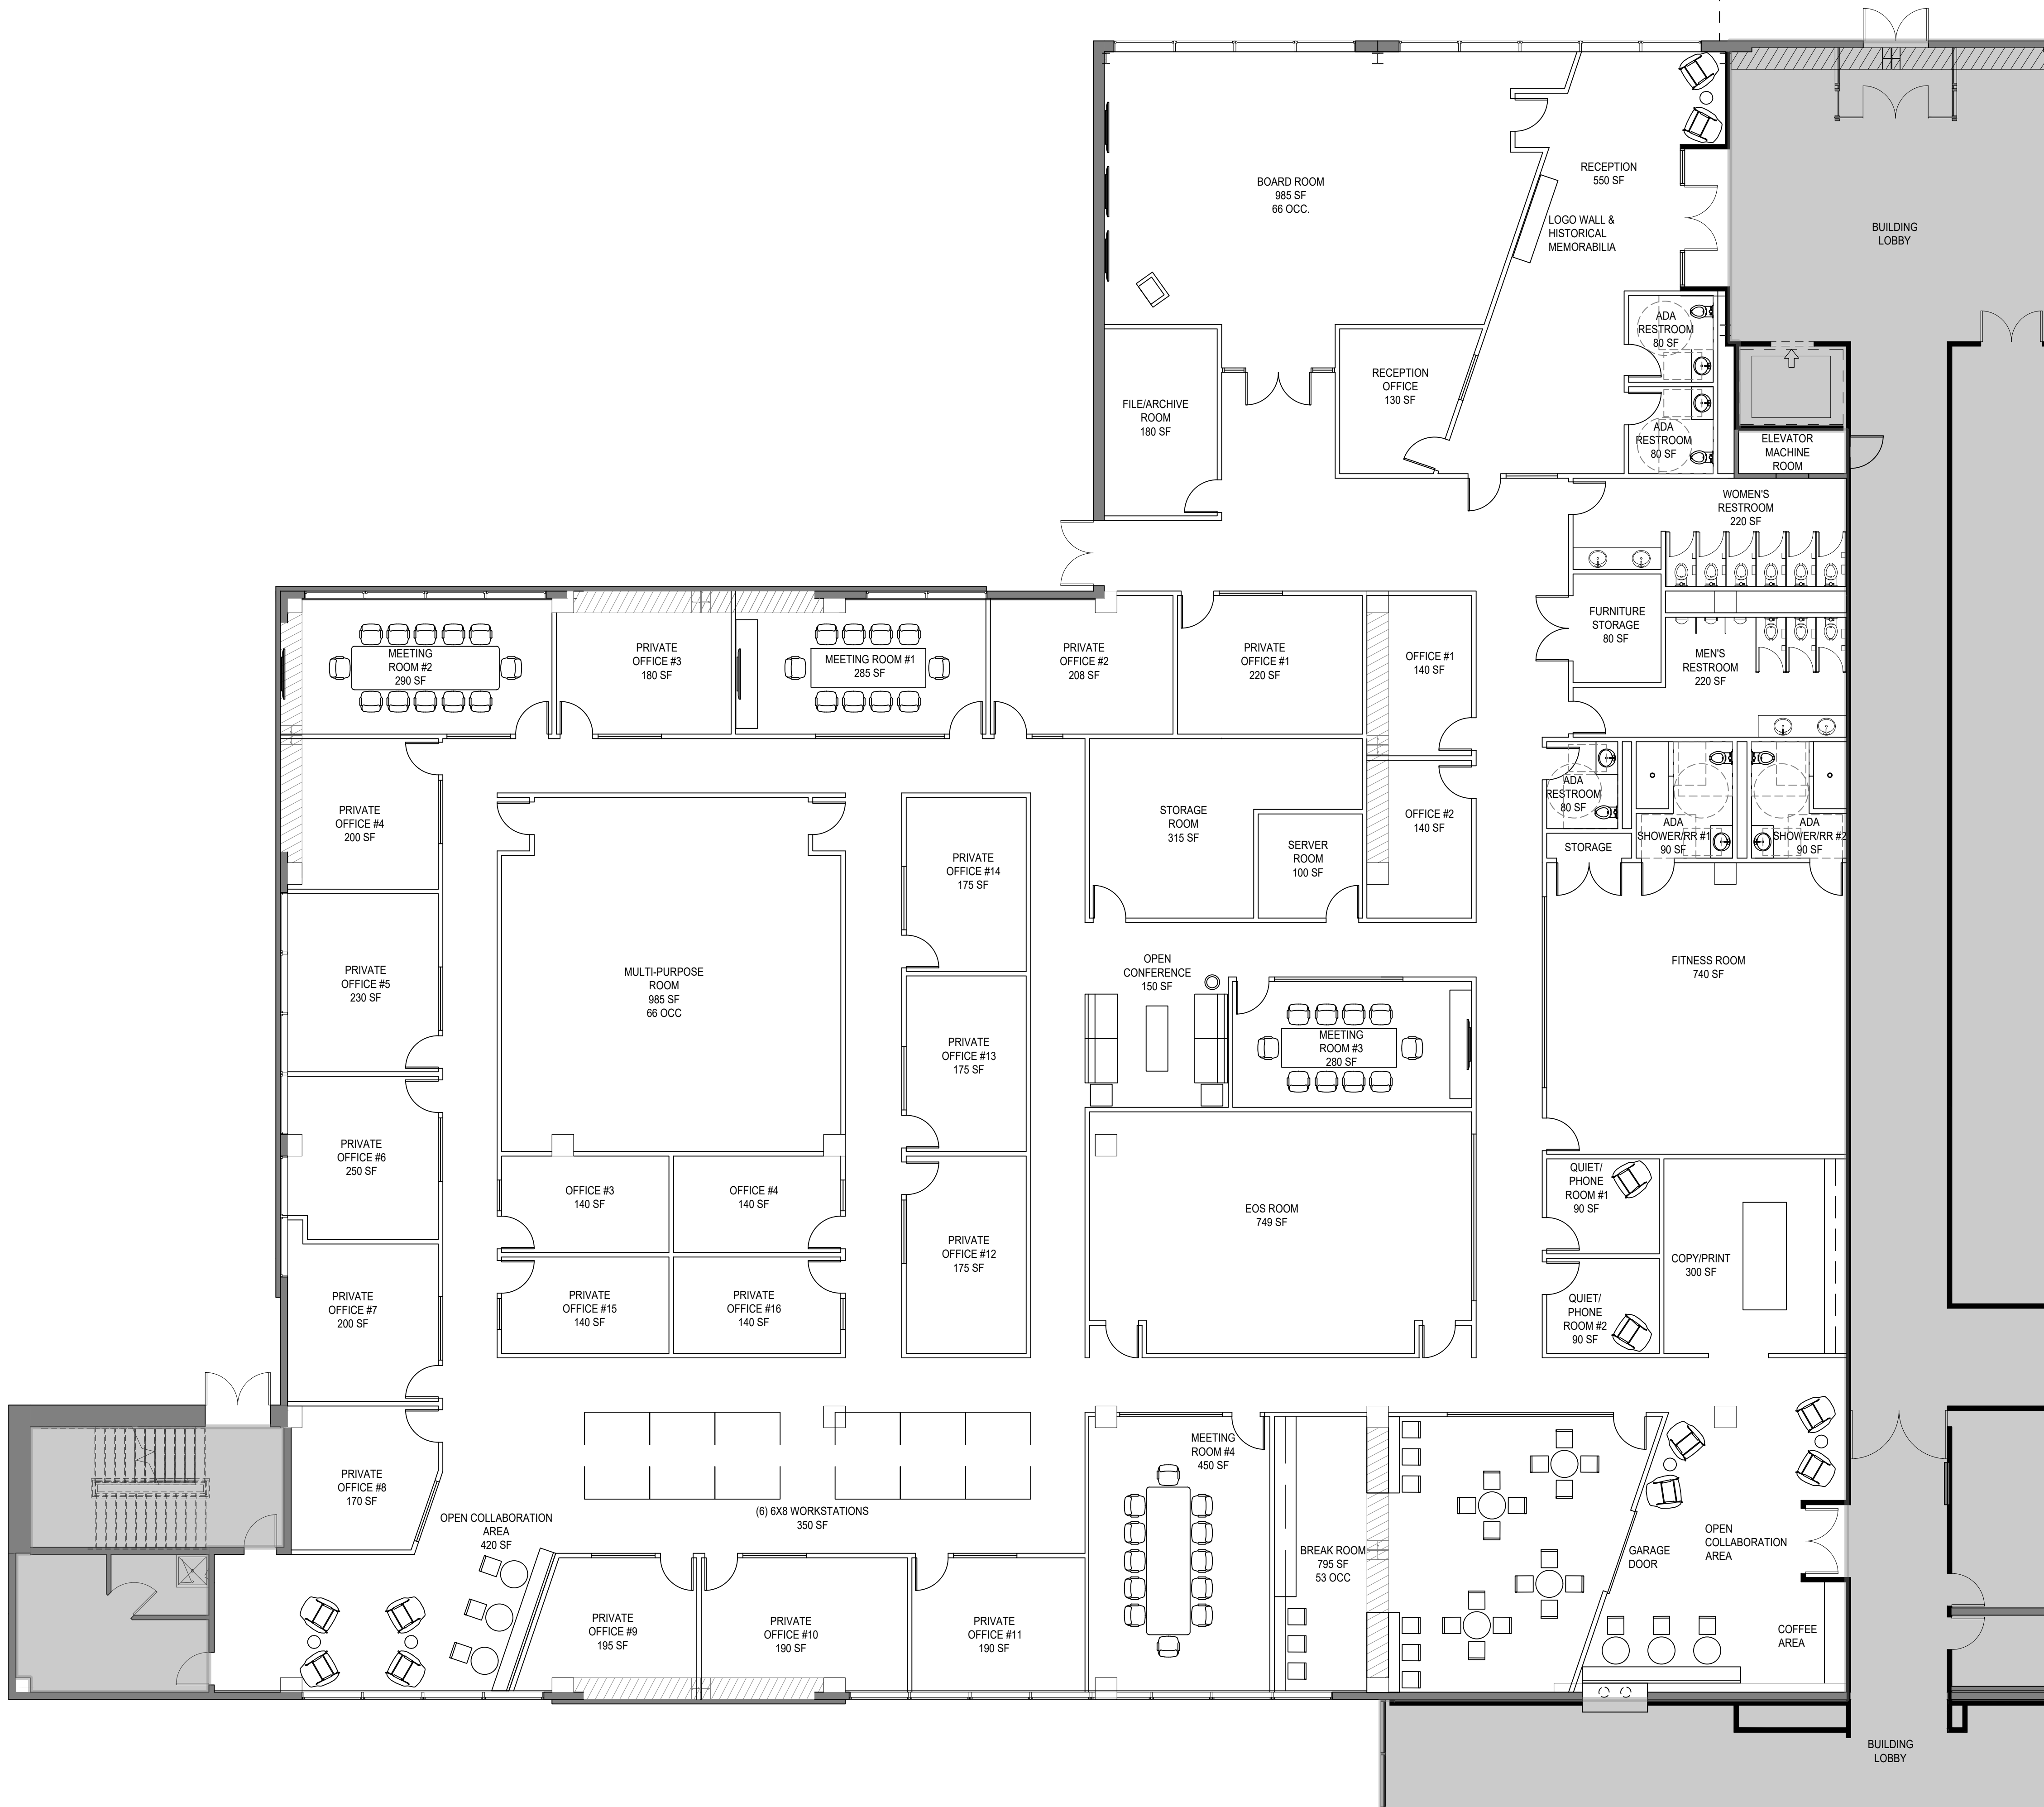 BOARD ROOM
985 SF
66 OCC.
RECEPTION
550 SF
LOGO WALL &
HISTORICAL
MEMORABILIA
BUILDING
LOBBY
ADA
RESTROOM
80 SF
RECEPTION
OFFICE
130 SF
FILE/ARCHIVE
ROOM
180 SF
ADA
RESTROOM
80 SF
ELEVATOR
MACHINE
ROOM
WOMEN'S
RESTROOM
220 SF
FURNITURE
STORAGE
80 SF
MEN'S
RESTROOM
220 SF
MEETING
ROOM #2
290 SF
PRIVATE
OFFICE #3
180 SF
MEETING ROOM #1
285 SF
PRIVATE
OFFICE #2
208 SF
PRIVATE
OFFICE #1
220 SF
OFFICE #1
140 SF
PRIVATE
OFFICE #4
200 SF
STORAGE
ROOM
315 SF
SERVER
ROOM
100 SF
OFFICE #2
140 SF
ADA
RESTROOM
80 SF
STORAGE
ADA
SHOWER/RR #1
90 SF
ADA
SHOWER/RR #2
90 SF
PRIVATE
OFFICE #14
175 SF
PRIVATE
OFFICE #5
230 SF
MULTI-PURPOSE
ROOM
985 SF
66 OCC
OPEN
CONFERENCE
150 SF
FITNESS ROOM
740 SF
PRIVATE
OFFICE #13
175 SF
MEETING
ROOM #3
280 SF
PRIVATE
OFFICE #6
250 SF
OFFICE #3
140 SF
OFFICE #4
140 SF
EOS ROOM
749 SF
QUIET/
PHONE
ROOM #1
90 SF
PRIVATE
OFFICE #12
175 SF
COPY/PRINT
300 SF
PRIVATE
OFFICE #7
200 SF
PRIVATE
OFFICE #15
140 SF
PRIVATE
OFFICE #16
140 SF
QUIET/
PHONE
ROOM #2
90 SF
MEETING
ROOM #4
450 SF
PRIVATE
OFFICE #8
170 SF
OPEN COLLABORATION
AREA
420 SF
(6) 6X8 WORKSTATIONS
350 SF
BREAK ROOM
795 SF
53 OCC
GARAGE
DOOR
OPEN
COLLABORATION
AREA
PRIVATE
OFFICE #9
195 SF
PRIVATE
OFFICE #10
190 SF
PRIVATE
OFFICE #11
190 SF
COFFEE
AREA
BUILDING
LOBBY